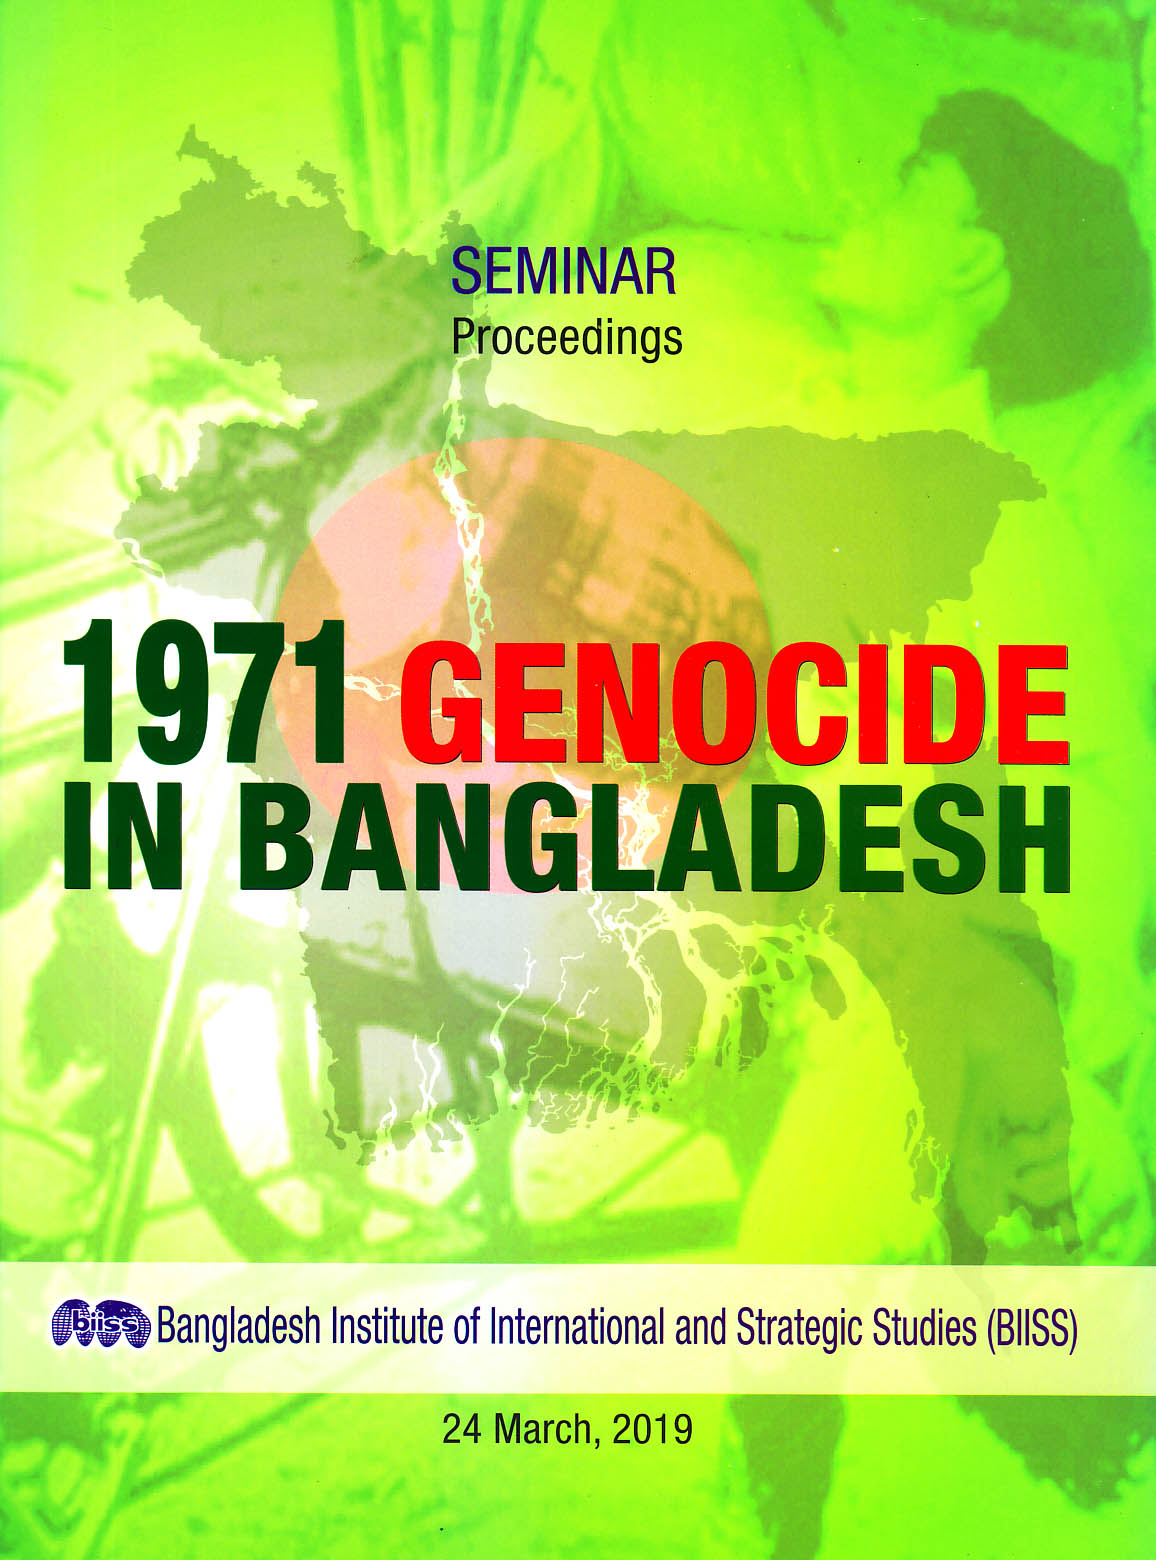 SEMINAR
Proceedings
1971 GENOCIDE
IN BANGLADESH
biiss
Bangladesh Institute of International and Strategic Studies (BIISS)
24 March, 2019